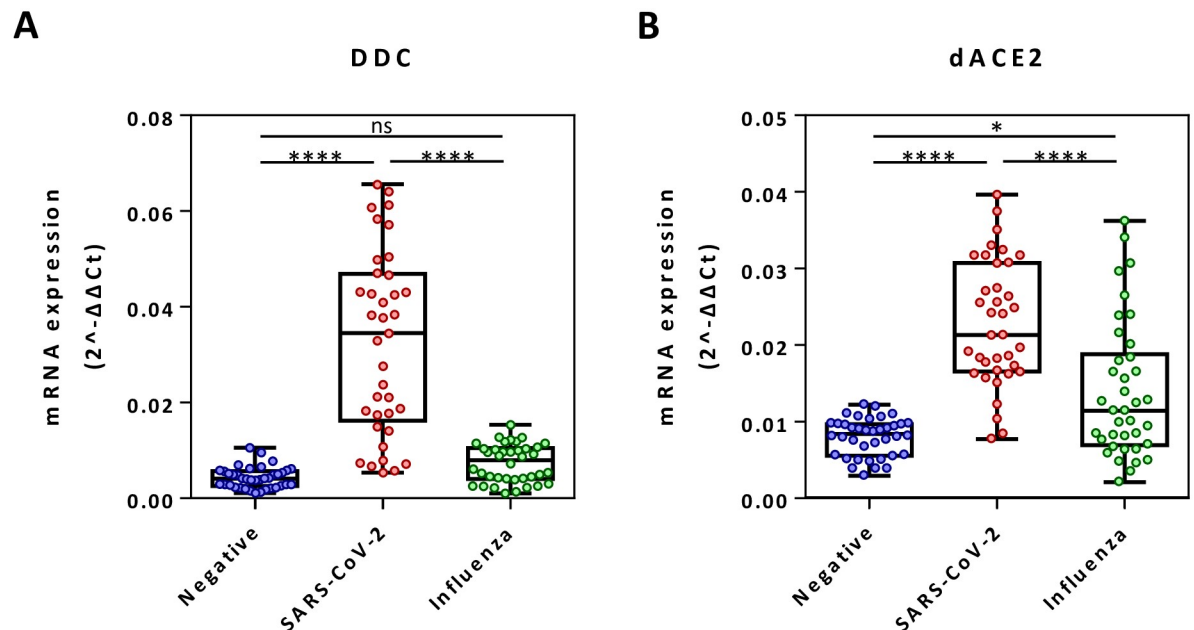 A
DDC
mRNA expression
(2^-ΔΔCt)
0.08
0.06
0.04
0.02
0.00
ns
**** ****
Negative
SARS-CoV-2
Influenza
B
dACE2
mRNA expression
(2^-ΔΔCt)
0.05
0.04
0.03
0.02
0.01
0.00
*
**** ****
Negative
SARS-CoV-2
Influenza